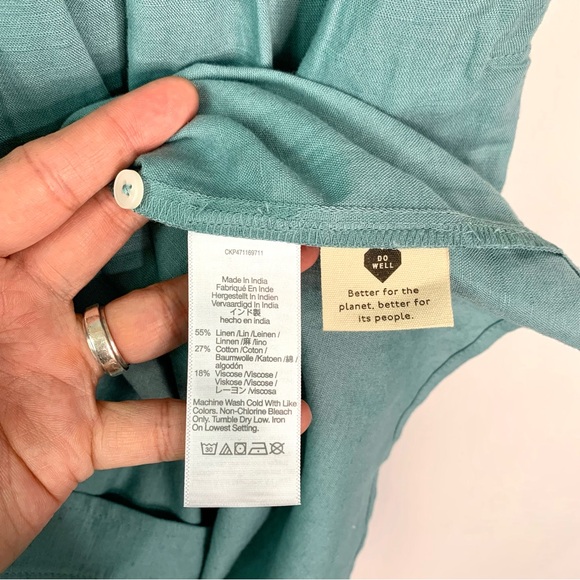 CKP471189711
Made In India
Fabriqué En Inde
Hergestellt In Indien
Vervaardigd In India
インド製
hecho en india
55% Linen /Lin /Leinen /
Linnen /麻 /lino
27% Cotton /Coton /
Baumwolle /Katoen / 綿 /
algodón
18% Viscose /Viscose /
Viskose /Viscose /
レーヨン /viscosa
Machine Wash Cold With Like
Colors. Non-Chlorine Bleach
Only. Tumble Dry Low. Iron
On Lowest Setting.
30
DO
WELL
Better for the
planet, better for
its people.